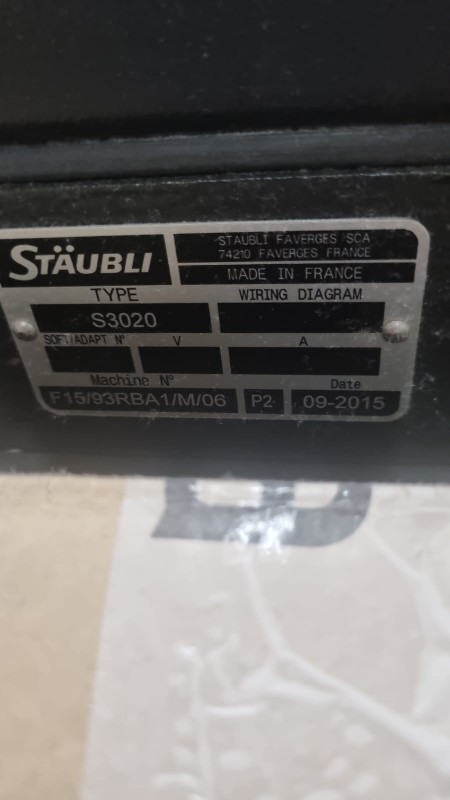 STÄUBLI
STAUBLI FAVERGES SCA
74210 FAVERGES FRANCE
MADE IN FRANCE
TYPE
WIRING DIAGRAM
S3020
SOFT/ADAPT N°
V
A
Machine N°
Date
F15/93RBA1/M/06
P2
09-2015